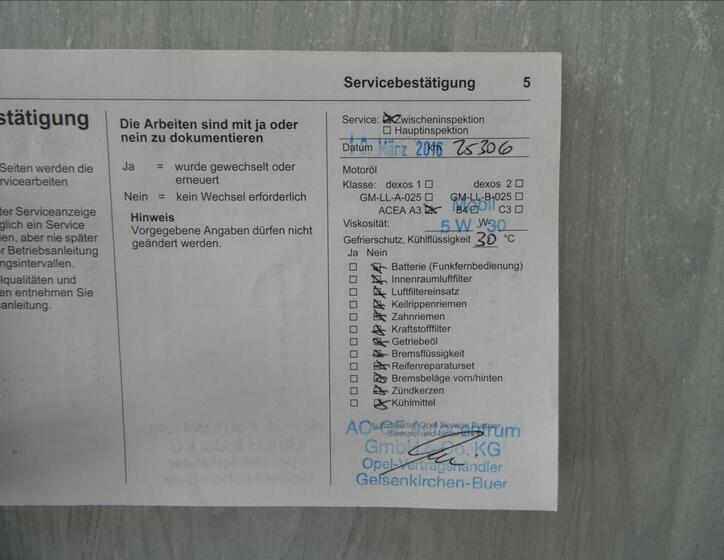 Servicebestätigung 5
stätigung
Seiten werden die
rvicearbeiten
der Serviceanzeige
glich ein Service
en, aber nie später
r Betriebsanleitung
ngsintervallen.
lqualitäten und
en entnehmen Sie
anleitung.
Die Arbeiten sind mit ja oder
nein zu dokumentieren
Ja = wurde gewechselt oder
erneuert
Nein = kein Wechsel erforderlich
Hinweis
Vorgegebene Angaben dürfen nicht
geändert werden.
Service: Zwischeninspektion
Hauptinspektion
Datum März 2016 km 25306
Motoröl
Klasse: dexos 1 dexos 2
GM-LL-A-025 GM-LL-B-025
Mobil
ACEA A3 B4 C3
Viskosität: 5 W - 30 W
Gefrierschutz, Kühlflüssigkeit 30 °C
Ja Nein
Batterie (Funkfernbedienung)
Innenraumluftfilter
Luftfiltereinsatz
Keilrippenriemen
Zahnriemen
Kraftstofffilter
Getriebeöl
Bremsflüssigkeit
Reifenreparaturset
Bremsbeläge vorn/hinten
Zündkerzen
Kühlmittel
GmbH & Co. KG
Opel-Vertragshändler
Gelsenkirchen-Buer